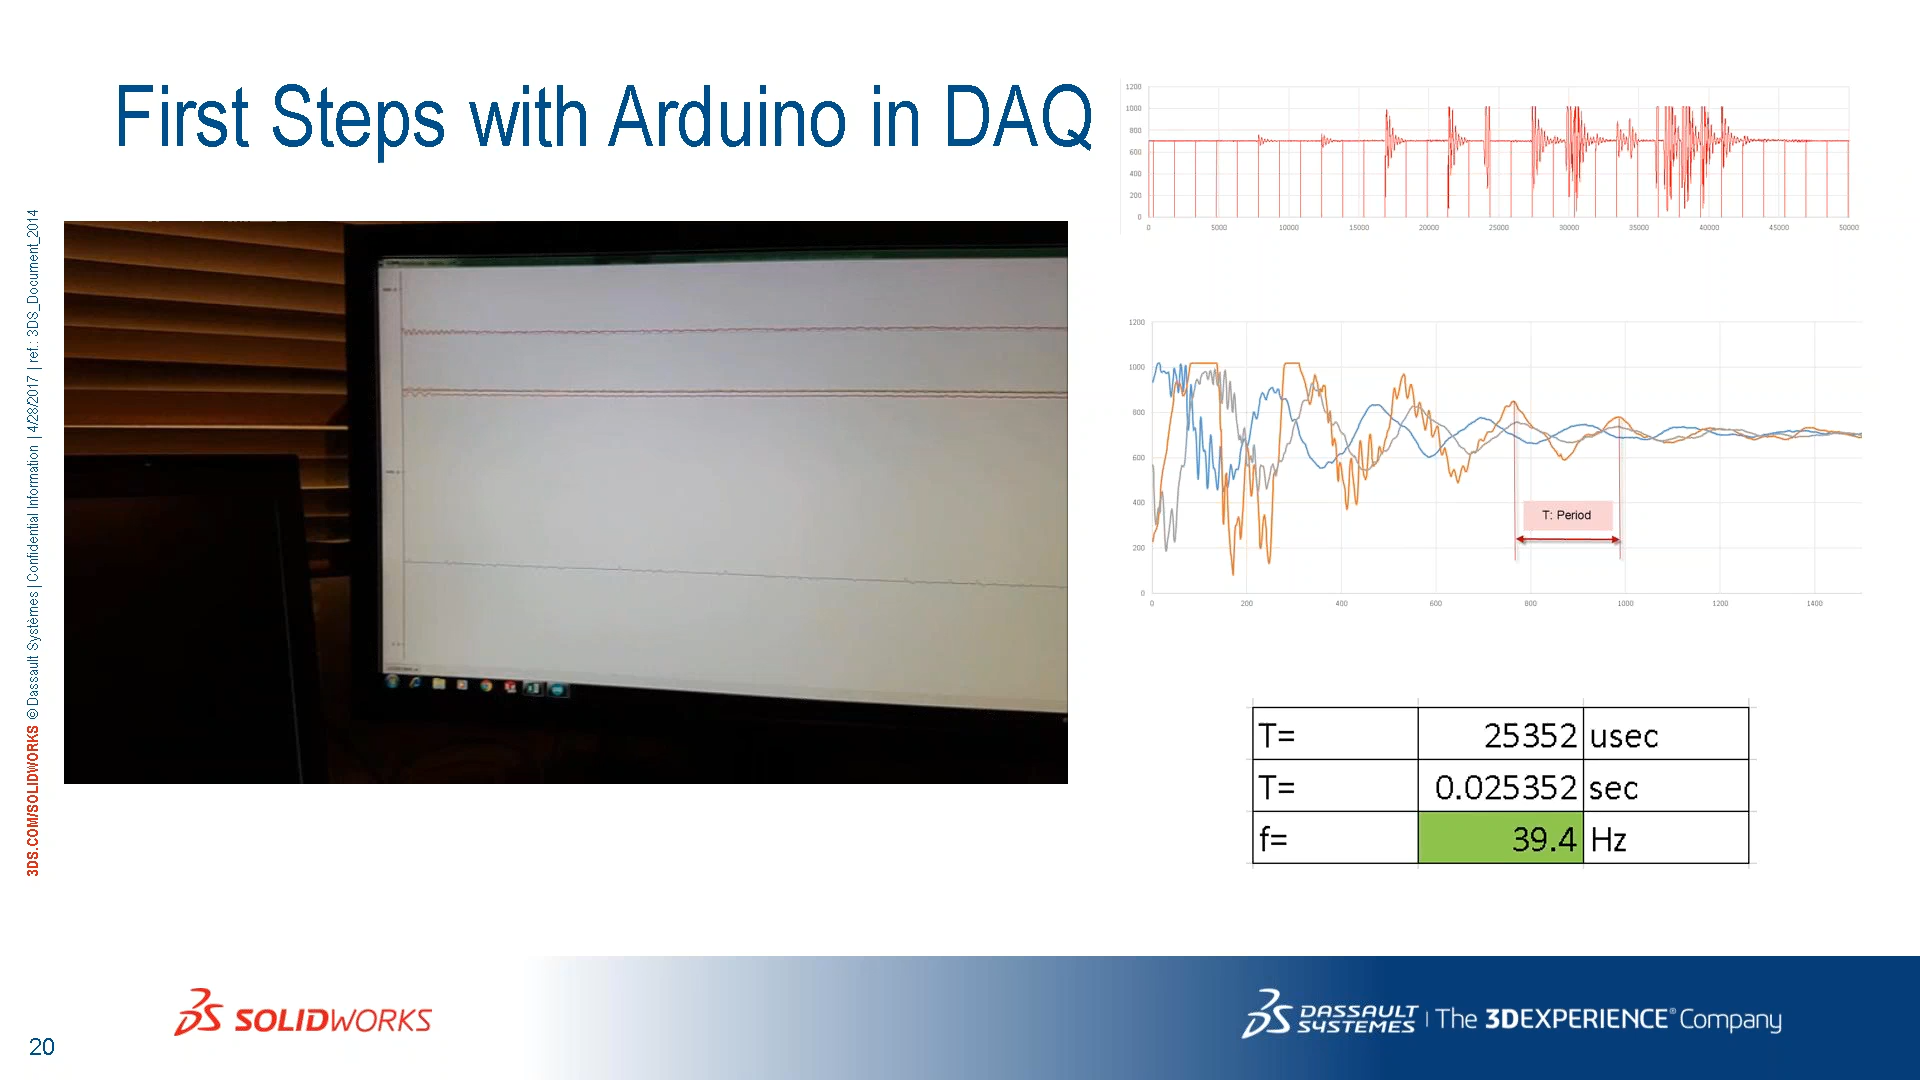 First Steps with Arduino in DAQ
1200
1000
800
600
400
200
0
0 5000 10000 15000 20000 25000 30000 35000 40000 45000 50000
1200
1000
800
600
400
200
0
T: Period
0 200 400 600 800 1000 1200 1400
T= 25352 usec
T= 0.025352 sec
f= 39.4 Hz
3DS.COM/SOLIDWORKS © Dassault Systèmes | Confidential Information | 4/28/2017 | ref.: 3DS_Document_2014
SOLIDWORKS
DASSAULT SYSTEMES | The 3DEXPERIENCE® Company
20